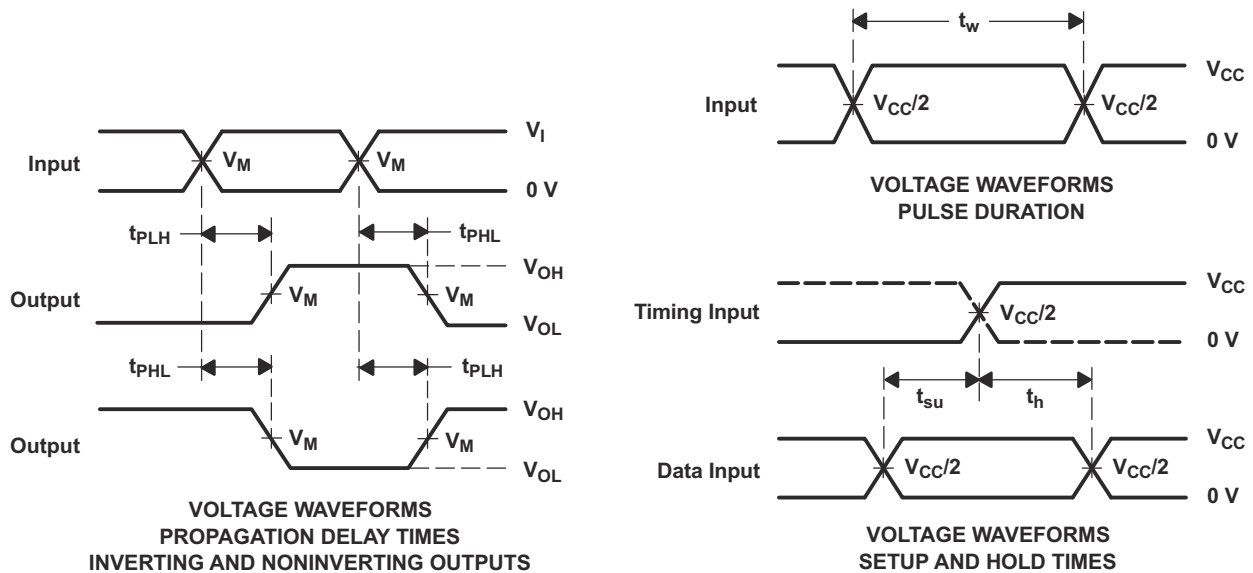 Input
V_M
V_M
V_I
0 V
t_PLH
t_PHL
Output
V_M
V_M
V_OH
V_OL
t_PHL
t_PLH
Output
V_M
V_M
V_OH
V_OL
VOLTAGE WAVEFORMS
PROPAGATION DELAY TIMES
INVERTING AND NONINVERTING OUTPUTS
t_w
Input
V_CC/2
V_CC/2
V_CC
0 V
VOLTAGE WAVEFORMS
PULSE DURATION
Timing Input
V_CC/2
V_CC
0 V
t_su
t_h
Data Input
V_CC/2
V_CC/2
V_CC
0 V
VOLTAGE WAVEFORMS
SETUP AND HOLD TIMES